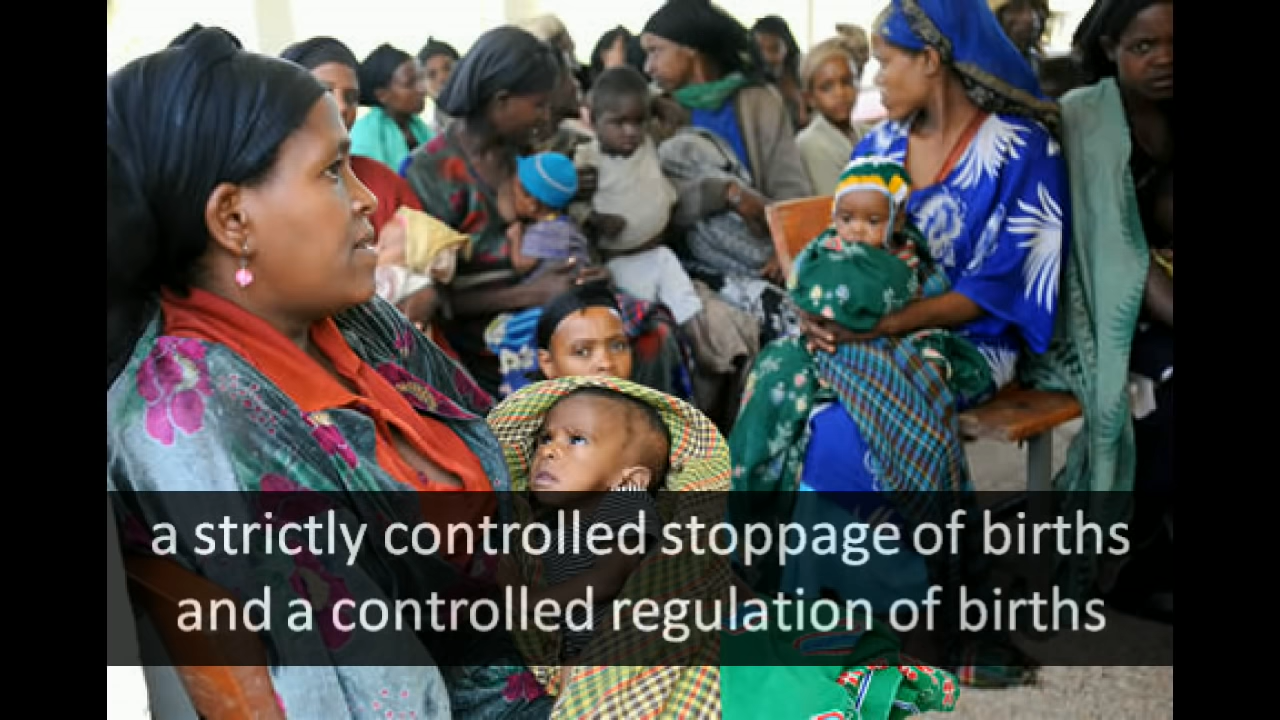 a strictly controlled stoppage of births
and a controlled regulation of births